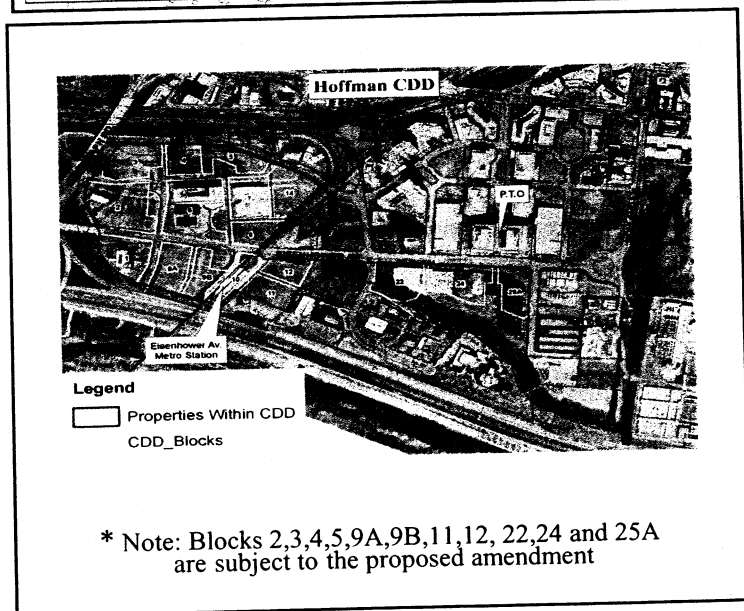 Hoffman CDD
P.T.O
Eisenhower Av.
Metro Station
Legend
Properties Within CDD
CDD_Blocks
* Note: Blocks 2,3,4,5,9A,9B,11,12, 22,24 and 25A
are subject to the proposed amendment